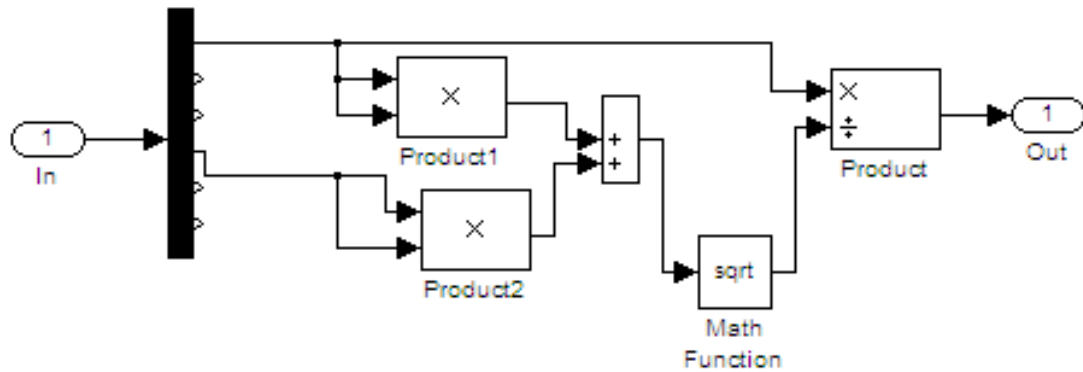 1
In
×
Product1
×
Product2
+
+
sqrt
Math
Function
×
÷
Product
1
Out